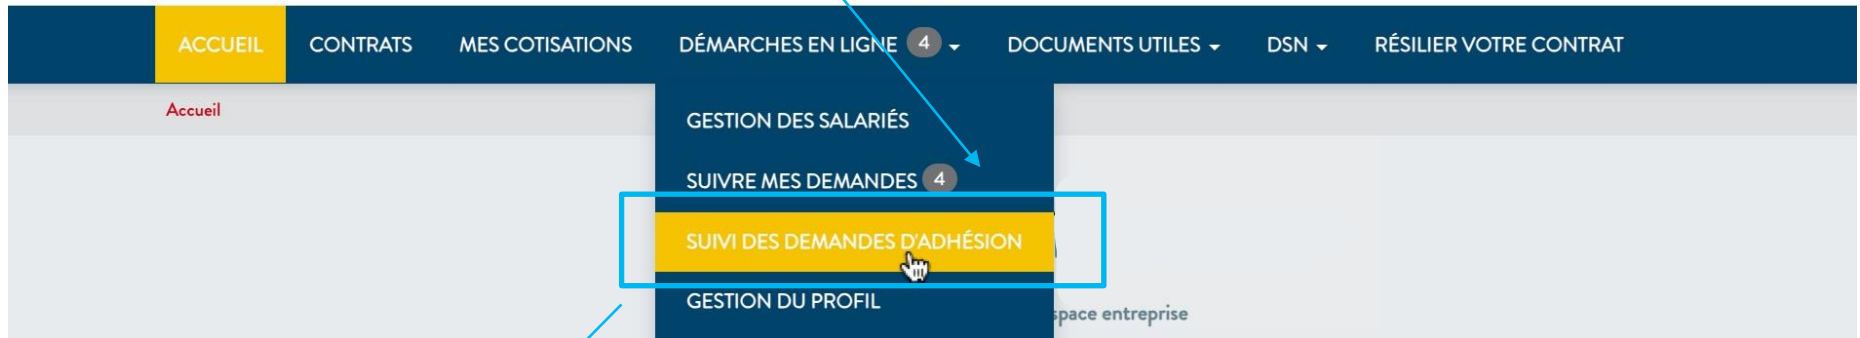 ACCUEIL CONTRATS MES COTISATIONS DÉMARCHES EN LIGNE 4 DOCUMENTS UTILES DSN RÉSILIER VOTRE CONTRAT
Accueil
GESTION DES SALARIÉS
SUIVRE MES DEMANDES 4
SUIVI DES DEMANDES D'ADHÉSION
GESTION DU PROFIL
space entreprise